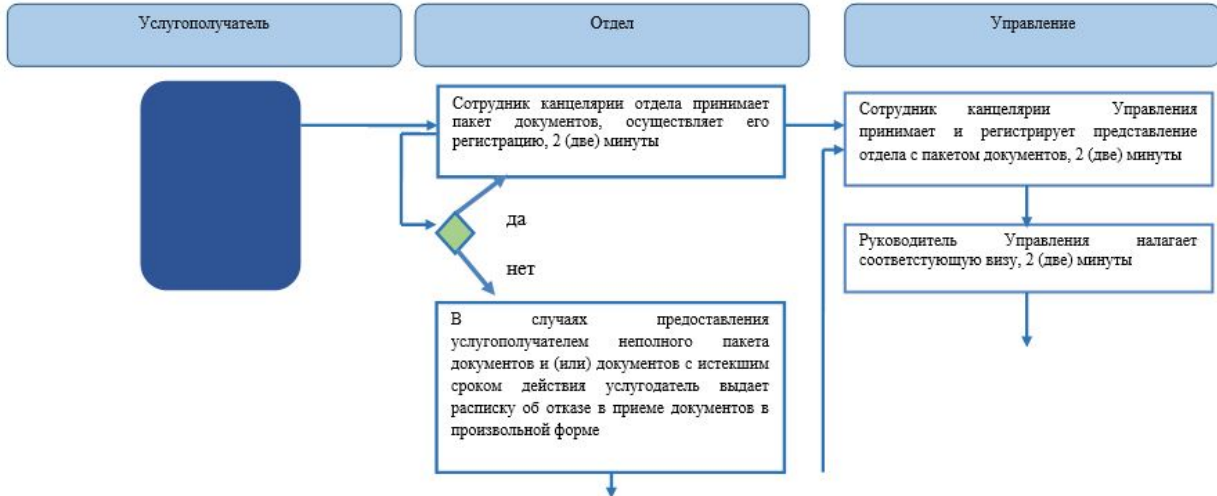 Услугополучатель
Отдел
Управление
Сотрудник канцелярии отдела принимает
пакет документов, осуществляет его
регистрацию, 2 (две) минуты
Сотрудник канцелярии Управления
принимает и регистрирует представление
отдела с пакетом документов, 2 (две) минуты
да
нет
Руководитель Управления налагает
соответстующую визу, 2 (две) минуты
В случаях предоставления
услугополучателем неполного пакета
документов и (или) документов с истекшим
сроком действия услугодатель выдает
расписку об отказе в приеме документов в
произвольной форме